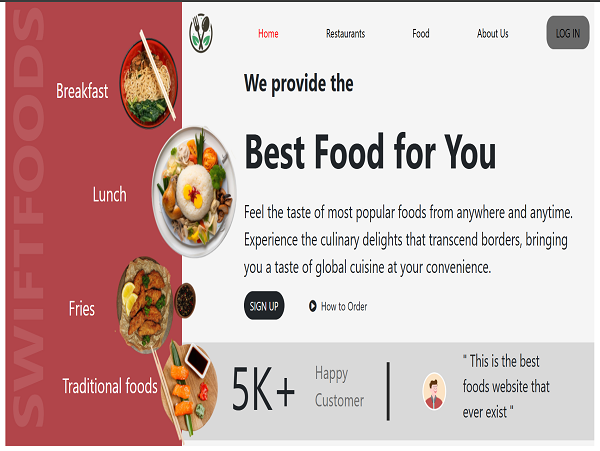 SWIFTFOODS
Breakfast
Lunch
Fries
Traditional foods
Home
Restaurants
Food
About Us
LOG IN
We provide the
Best Food for You
Feel the taste of most popular foods from anywhere and anytime.
Experience the culinary delights that transcend borders, bringing
you a taste of global cuisine at your convenience.
SIGN UP
How to Order
5K+
Happy
Customer
" This is the best
foods website that
ever exist "